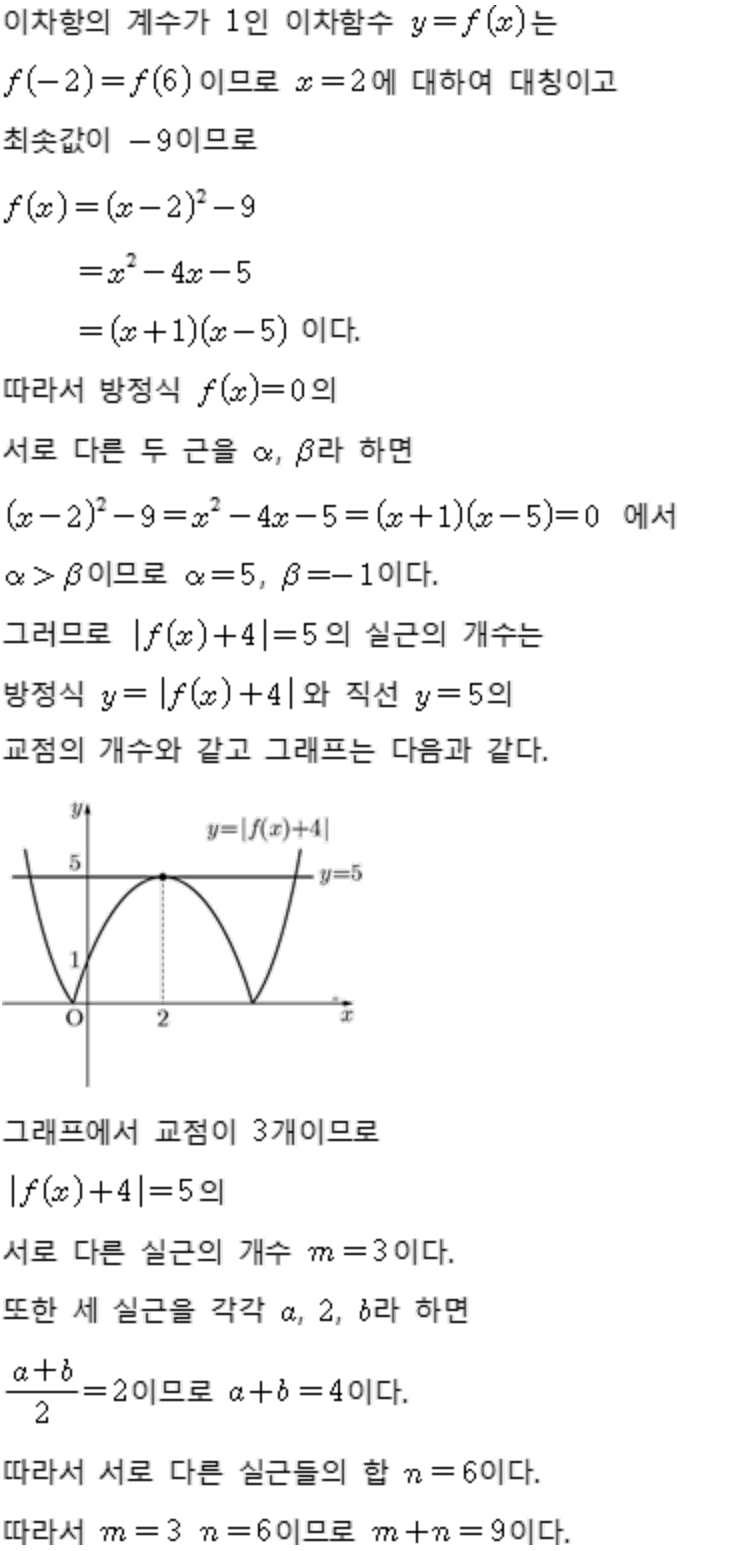 이차항의 계수가 1인 이차함수 y=f(x)는
f(-2)=f(6)이므로 x=2에 대하여 대칭이고
최솟값이 -9이므로
f(x)=(x-2)²-9
=x²-4x-5
=(x+1)(x-5) 이다.
따라서 방정식 f(x)=0의
서로 다른 두 근을 α, β라 하면
(x-2)²-9=x²-4x-5=(x+1)(x-5)=0 에서
α>β이므로 α=5, β=-1이다.
그러므로 |f(x)+4|=5의 실근의 개수는
방정식 y=|f(x)+4|와 직선 y=5의
교점의 개수와 같고 그래프는 다음과 같다.
y
y=|f(x)+4|
5
y=5
1
O 2 x
그래프에서 교점이 3개이므로
|f(x)+4|=5의
서로 다른 실근의 개수 m=3이다.
또한 세 실근을 각각 a, 2, b라 하면
(a+b)/2=2이므로 a+b=4이다.
따라서 서로 다른 실근들의 합 n=6이다.
따라서 m=3 n=6이므로 m+n=9이다.